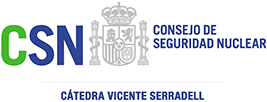 CSN
CONSEJO DE
SEGURIDAD NUCLEAR
CÁTEDRA VICENTE SERRADELL